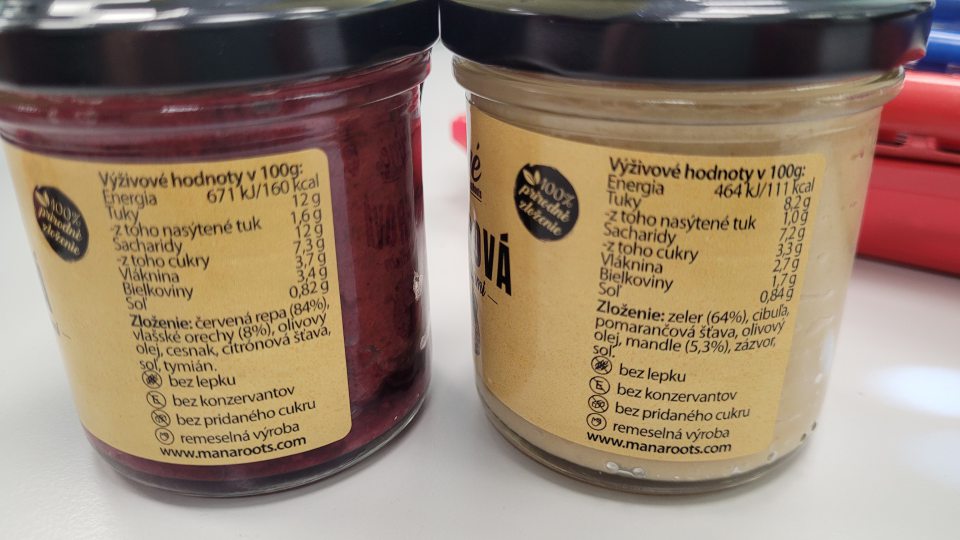 100%
prírodné
zloženie
Výživové hodnoty v 100g:
Energia 671 kJ/160 kcal
Tuky 12 g
-z toho nasýtené tuk 1,6 g
Sacharidy 12 g
-z toho cukry 7,3 g
Vláknina 3,7 g
Bielkoviny 3,4 g
Soľ 0,82 g
Zloženie: červená repa (84%),
vlašské orechy (8%), olivový
olej, cesnak, citrónová šťava,
soľ, tymián.
bez lepku
bez konzervantov
bez pridaného cukru
remeselná výroba
www.manaroots.com
100%
prírodné
zloženie
OVÁ
Výživové hodnoty v 100g:
Energia 464 kJ/111 kcal
Tuky 8,2 g
-z toho nasýtené tuk 1,0 g
Sacharidy 7,2 g
-z toho cukry 3,3 g
Vláknina 2,7 g
Bielkoviny 1,7 g
Soľ 0,84 g
Zloženie: zeler (64%), cibuľa,
pomarančová šťava, olivový
olej, mandle (5,3%), zázvor,
soľ.
bez lepku
bez konzervantov
bez pridaného cukru
remeselná výroba
www.manaroots.com